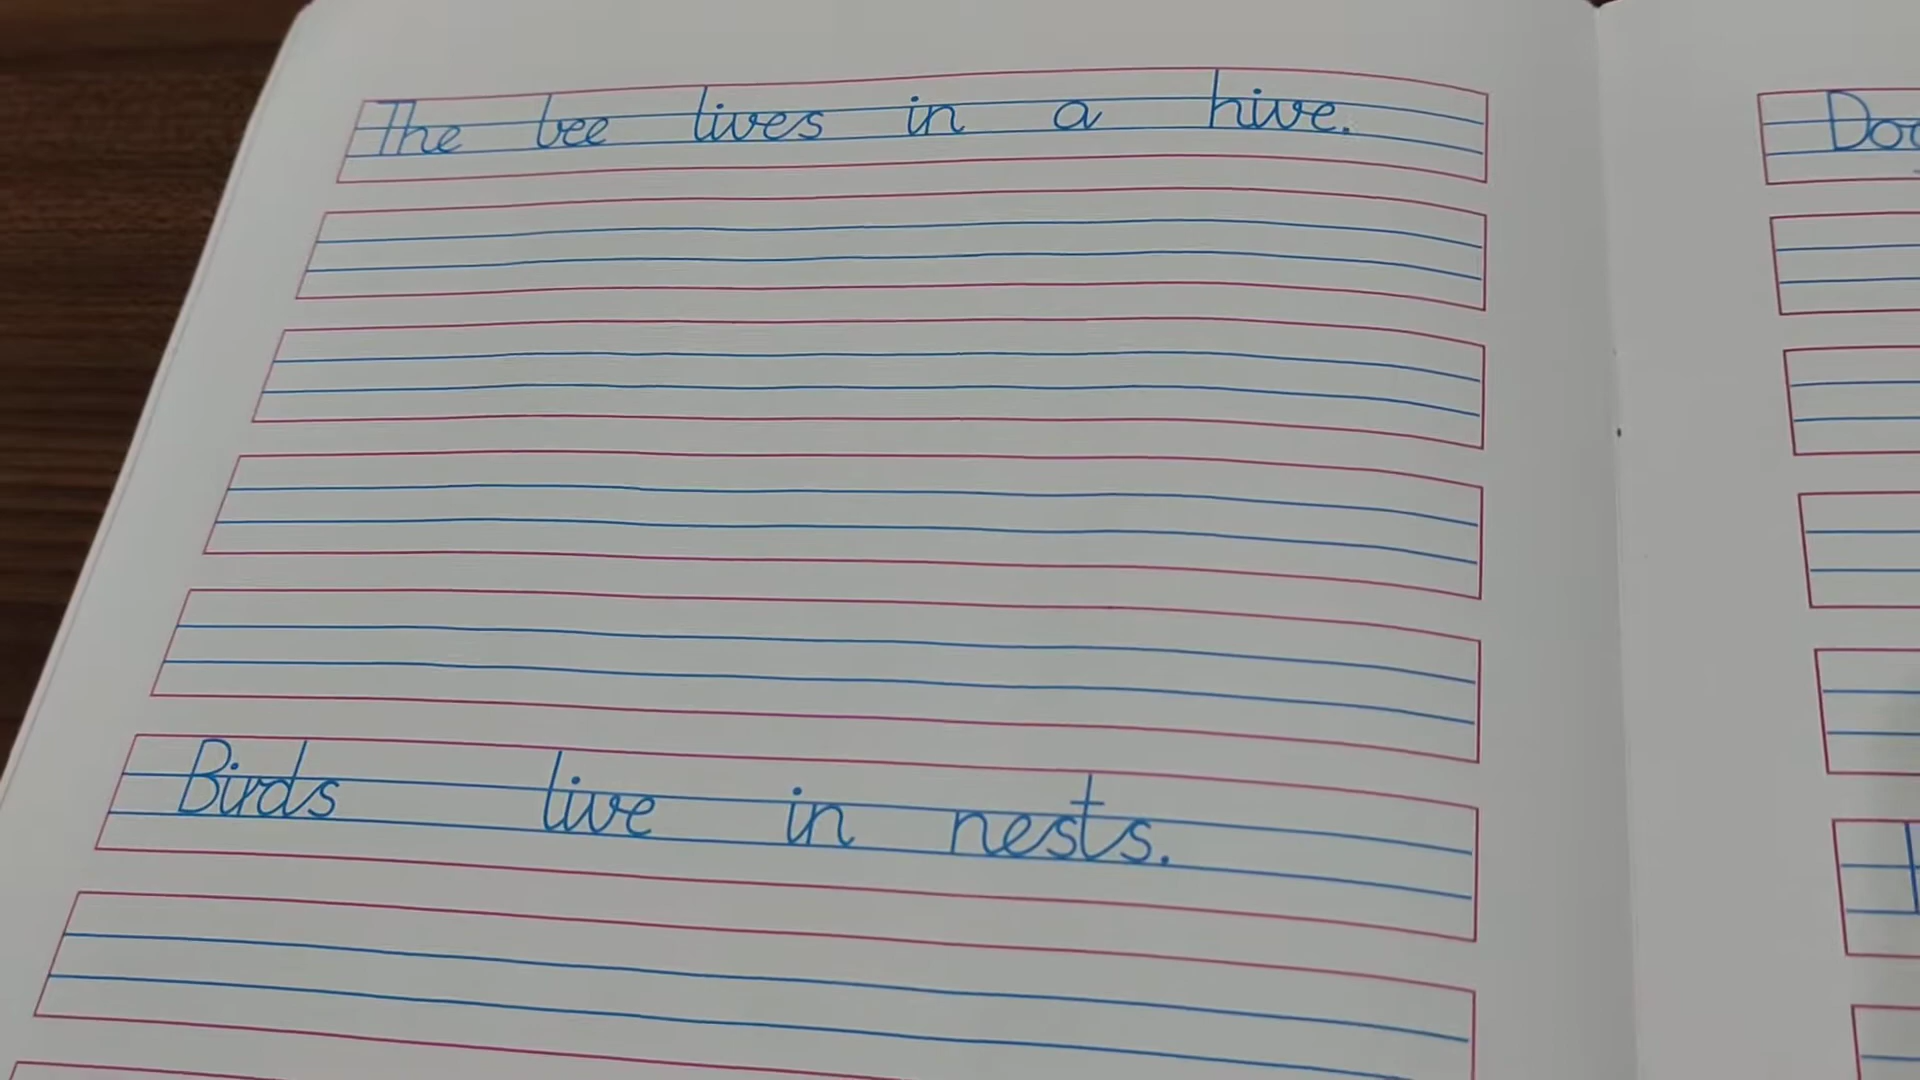 The bee lives in a hive.
Birds live in nests.